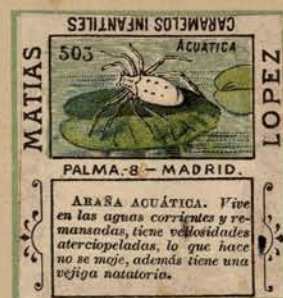 CARAMELOS INFANTILES
MATIAS
LOPEZ
503
ACUATICA
PALMA.-8 – MADRID.
ARAÑA ACUÁTICA. Vive
en las aguas corrientes y re-
mansadas, tiene vellosidades
aterciopeladas, lo que hace
no se moje, además tiene una
vejiga natatoria.